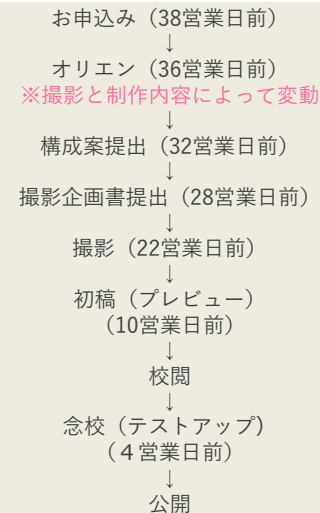 お申込み（38営業日前）
↓
オリエン（36営業日前）
※撮影と制作内容によって変動
↓
構成案提出（32営業日前）
↓
撮影企画書提出（28営業日前）
↓
撮影（22営業日前）
↓
初稿（プレビュー）
（10営業日前）
↓
校閲
↓
念校（テストアップ)
（４営業日前）
↓
公開